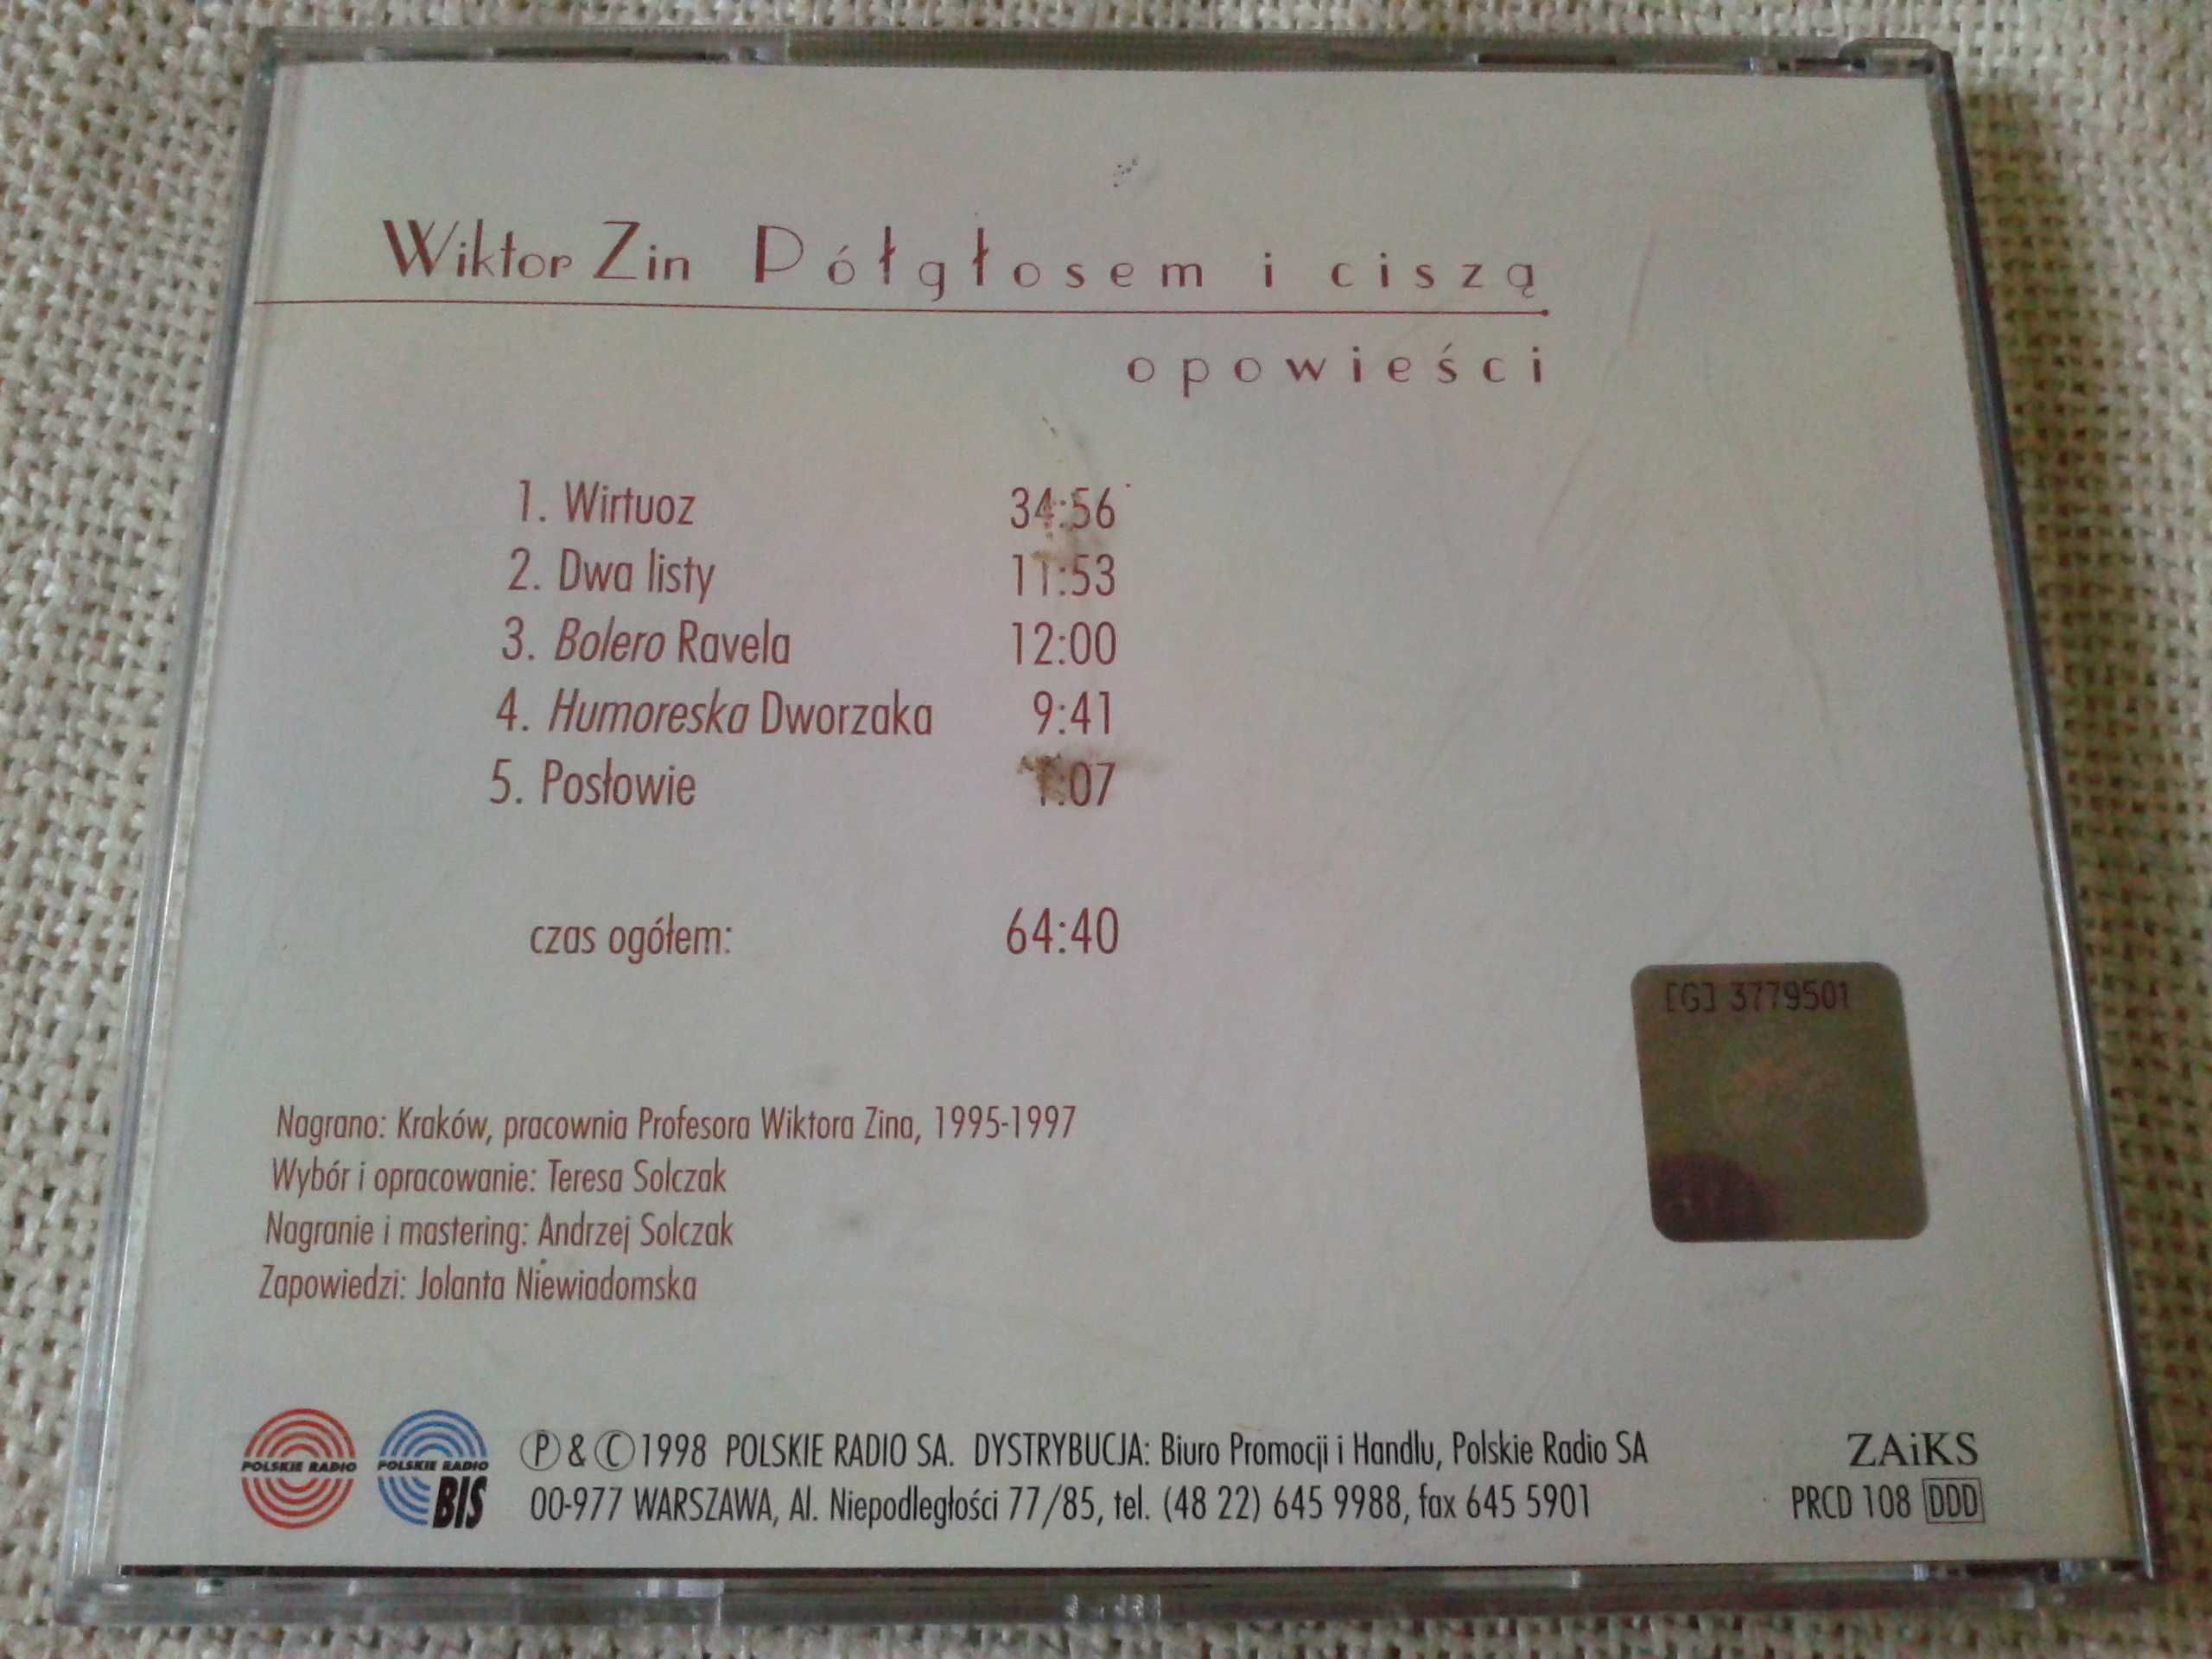 Wiktor Zin Półgłosem i ciszą
opowieści
1. Wirtuoz 34:56
2. Dwa listy 11:53
3. Bolero Ravela 12:00
4. Humoreska Dworzaka 9:41
5. Posłowie 1:07
czas ogółem: 64:40
[G] 3779501
Nagrano: Kraków, pracownia Profesora Wiktora Zina, 1995-1997
Wybór i opracowanie: Teresa Solczak
Nagranie i mastering: Andrzej Solczak
Zapowiedzi: Jolanta Niewiadomska
POLSKIE RADIO
POLSKIE RADIO BIS
Ⓟ & © 1998 POLSKIE RADIO SA. DYSTRYBUCJA: Biuro Promocji i Handlu, Polskie Radio SA
00-977 WARSZAWA, Al. Niepodległości 77/85, tel. (48 22) 645 9988, fax 645 5901
ZAiKS
PRCD 108 DDD